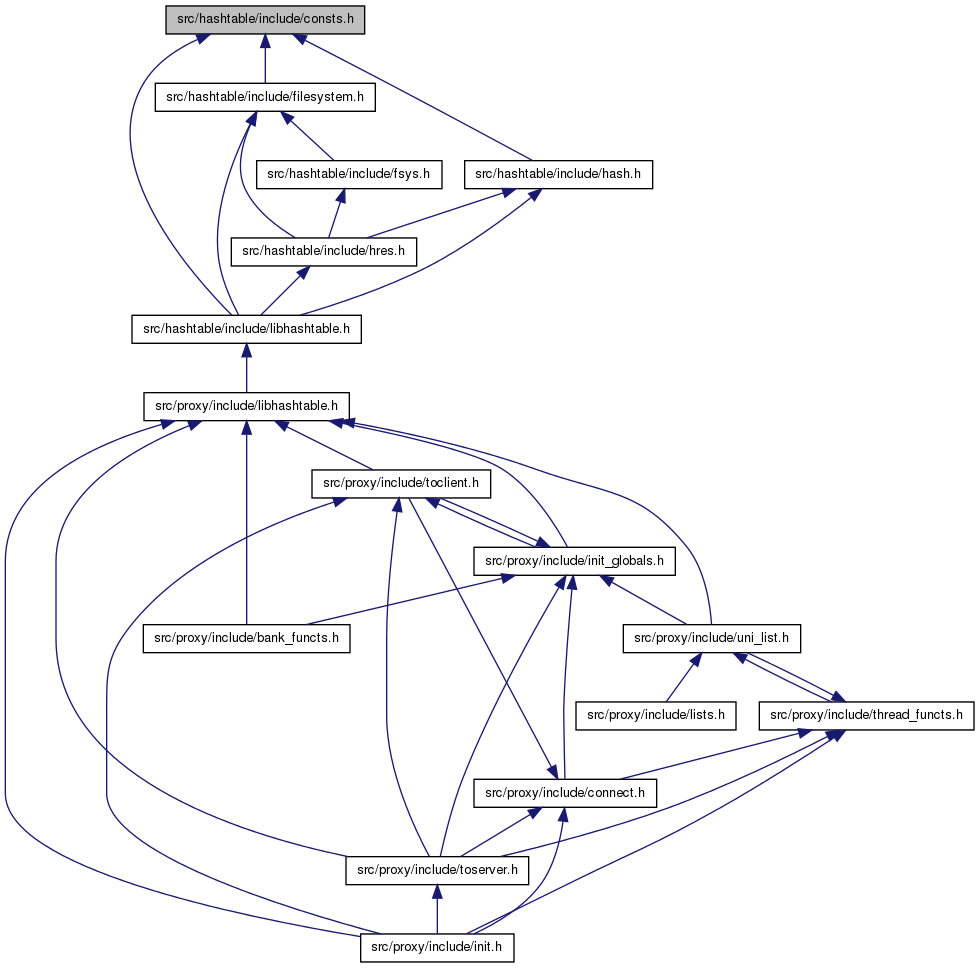 src/hashtable/include/consts.h
src/hashtable/include/filesystem.h
src/hashtable/include/fsys.h
src/hashtable/include/hash.h
src/hashtable/include/hres.h
src/hashtable/include/libhashtable.h
src/proxy/include/libhashtable.h
src/proxy/include/toclient.h
src/proxy/include/init_globals.h
src/proxy/include/bank_functs.h
src/proxy/include/uni_list.h
src/proxy/include/lists.h
src/proxy/include/thread_functs.h
src/proxy/include/connect.h
src/proxy/include/toserver.h
src/proxy/include/init.h